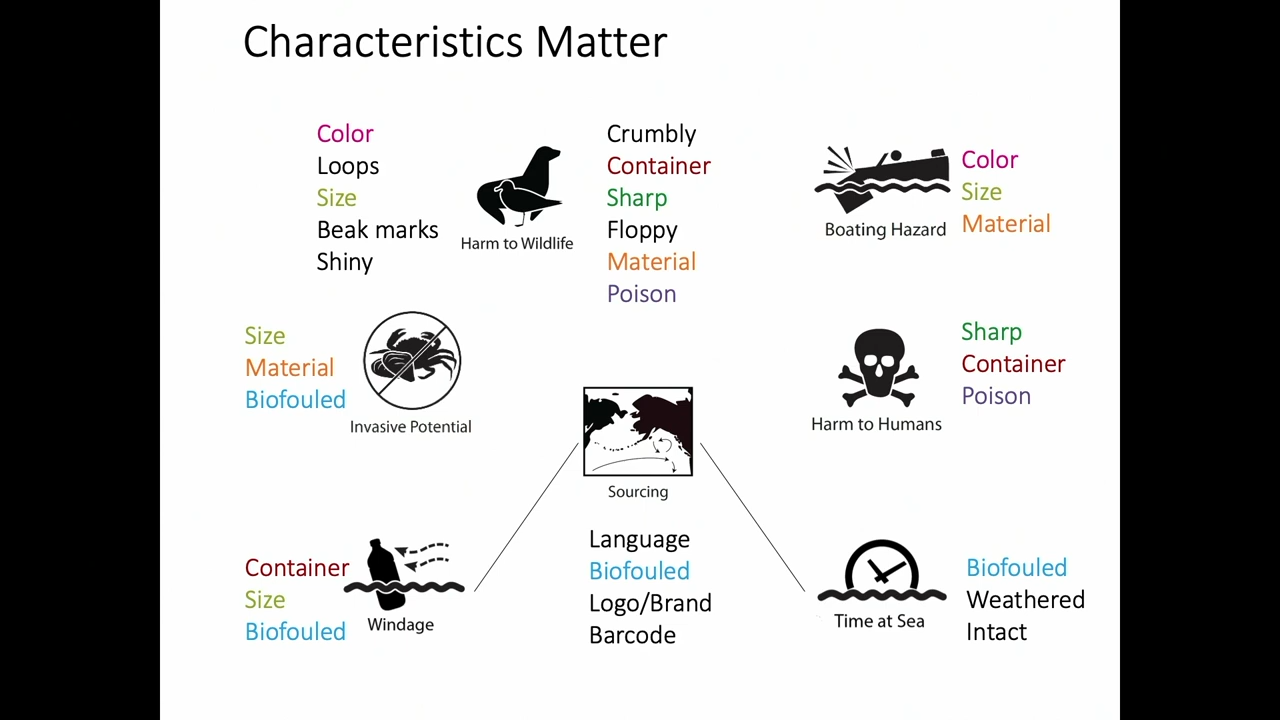 Characteristics Matter
Color
Loops
Size
Beak marks
Shiny
Harm to Wildlife
Crumbly
Container
Sharp
Floppy
Material
Poison
Boating Hazard
Color
Size
Material
Size
Material
Biofouled
Invasive Potential
Harm to Humans
Sharp
Container
Poison
Sourcing
Language
Biofouled
Logo/Brand
Barcode
Container
Size
Biofouled
Windage
Time at Sea
Biofouled
Weathered
Intact